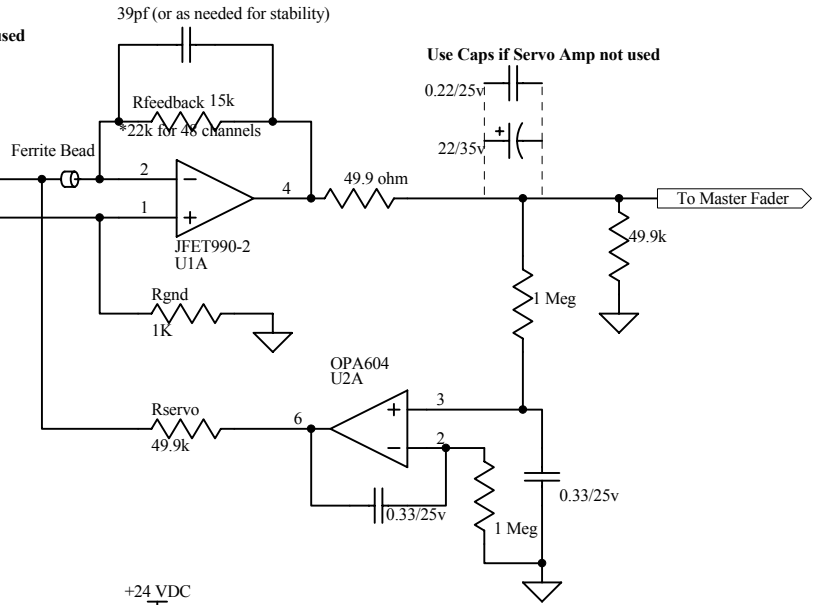 39pf (or as needed for stability)
used
Use Caps if Servo Amp not used
0.22/25v
Rfeedback 15k
*22k for 48 channels
+
22/35v
Ferrite Bead
2
−
49.9 ohm
4
1
+
To Master Fader
JFET990-2
U1A
49.9k
Rgnd
1K
1 Meg
OPA604
U2A
Rservo
49.9k
6
+
3
−
2
0.33/25v
0.33/25v
1 Meg
+24 VDC